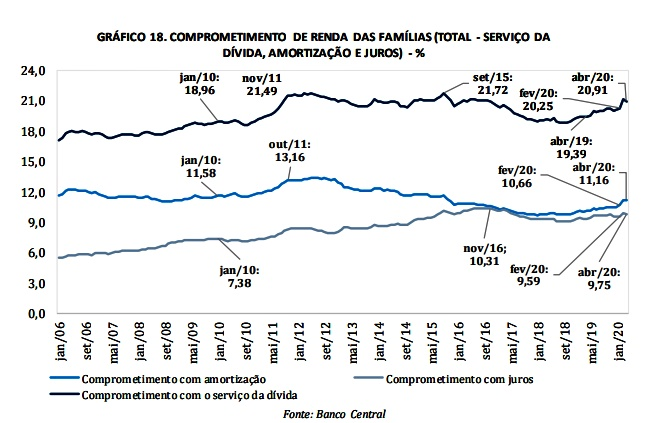 GRÁFICO 18. COMPROMETIMENTO DE RENDA DAS FAMÍLIAS (TOTAL - SERVIÇO DA
DÍVIDA, AMORTIZAÇÃO E JUROS) - %
24,0
21,0
18,0
15,0
12,0
9,0
6,0
3,0
0,0
jan/10:
18,96
nov/11
21,49
set/15:
21,72
fev/20:
20,25
abr/20:
20,91
abr/19:
19,39
jan/10:
11,58
out/11:
13,16
fev/20:
10,66
abr/20:
11,16
jan/10:
7,38
nov/16;
10,31
fev/20:
9,59
abr/20:
9,75
jan/06
set/06
mai/07
jan/08
set/08
mai/09
jan/10
set/10
mai/11
jan/12
set/12
mai/13
jan/14
set/14
mai/15
jan/16
set/16
mai/17
jan/18
set/18
mai/19
jan/20
Comprometimento com amortização
Comprometimento com juros
Comprometimento com o serviço da dívida
Fonte: Banco Central